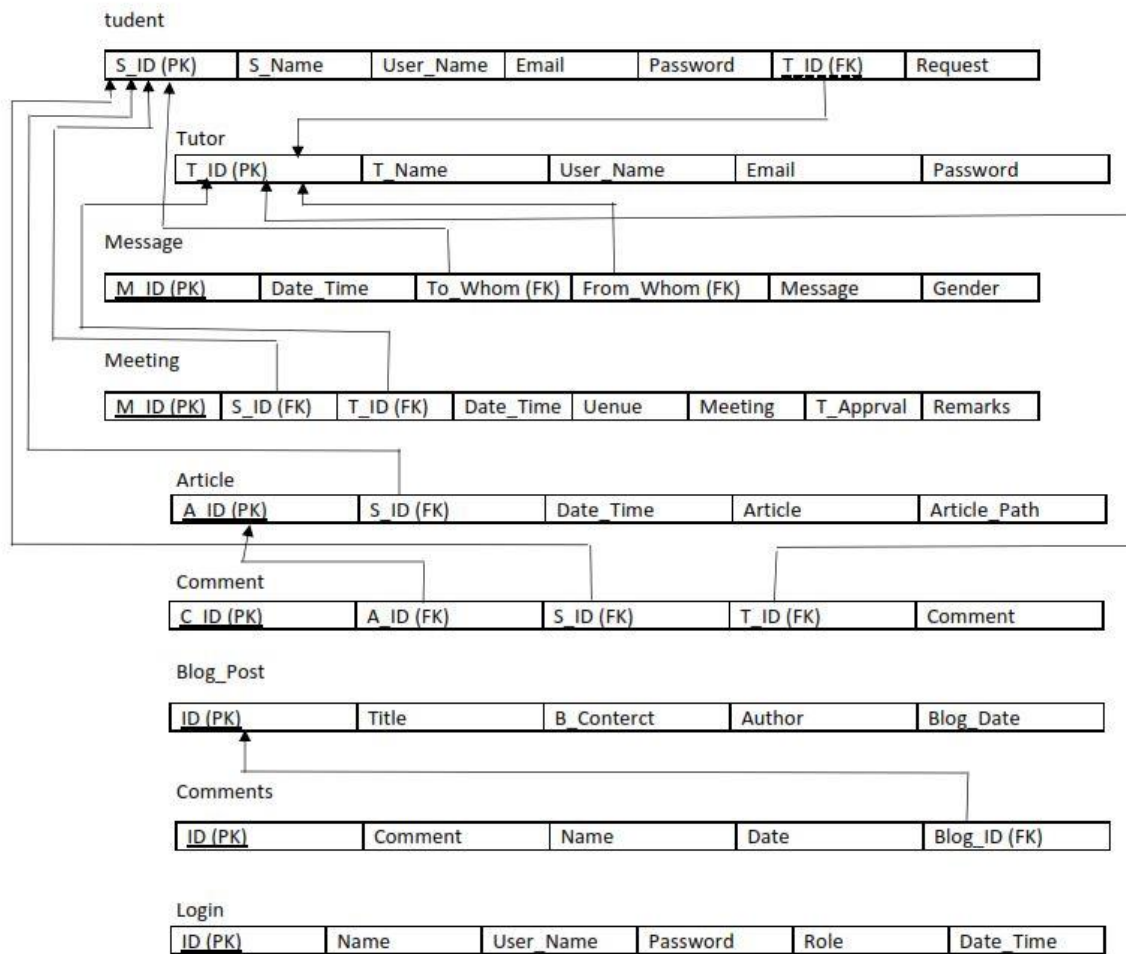 tudent
S_ID (PK) S_Name User_Name Email Password T_ID (FK) Request
Tutor
T_ID (PK) T_Name User_Name Email Password
Message
M_ID (PK) Date_Time To_Whom (FK) From_Whom (FK) Message Gender
Meeting
M_ID (PK) S_ID (FK) T_ID (FK) Date_Time Uenue Meeting T_Apprval Remarks
Article
A_ID (PK) S_ID (FK) Date_Time Article Article_Path
Comment
C_ID (PK) A_ID (FK) S_ID (FK) T_ID (FK) Comment
Blog_Post
ID (PK) Title B_Conterct Author Blog_Date
Comments
ID (PK) Comment Name Date Blog_ID (FK)
Login
ID (PK) Name User_Name Password Role Date_Time